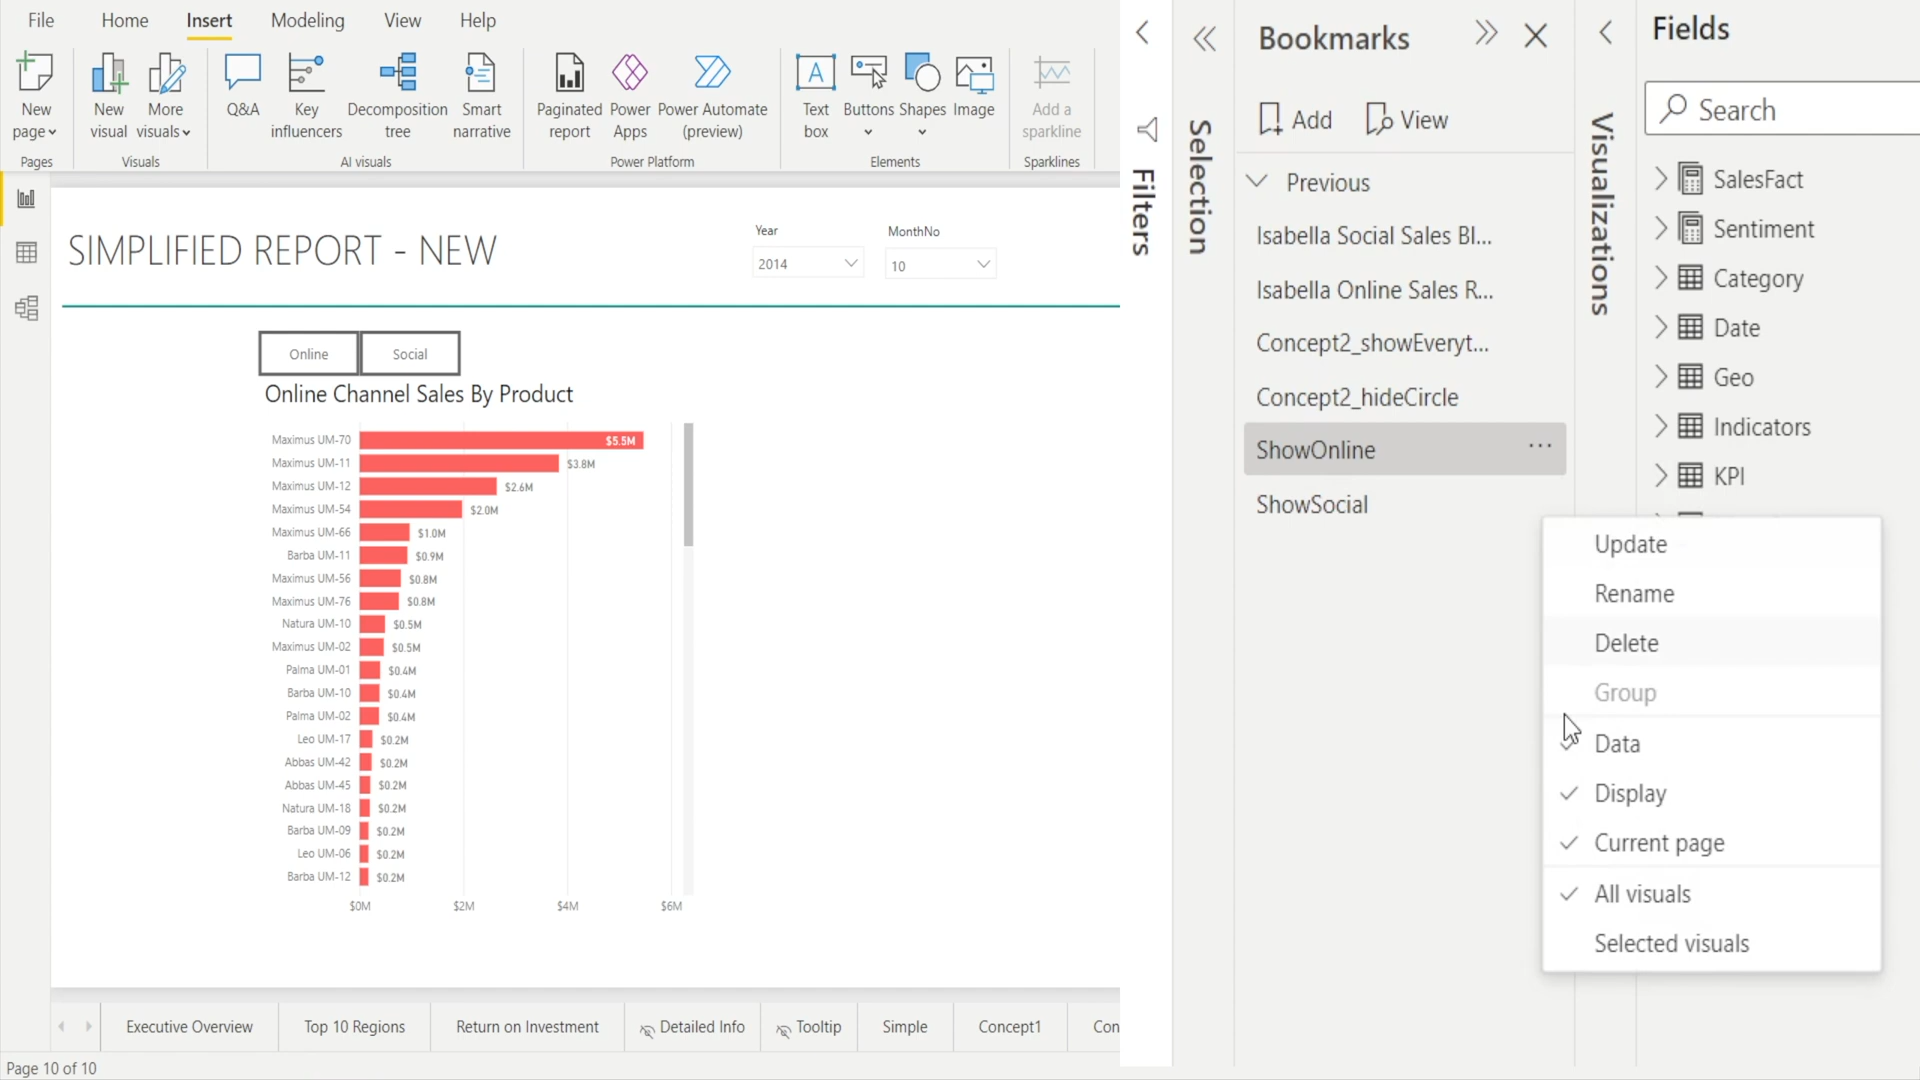 File Home Insert Modeling View Help
New page
Pages
New visual
More visuals
Visuals
Q&A
Key influencers
Decomposition tree
Smart narrative
AI visuals
Paginated report
Power Apps
Power Automate (preview)
Power Platform
Text box
Buttons
Shapes
Image
Elements
Add a sparkline
Sparklines
SIMPLIFIED REPORT - NEW
Year
2014
MonthNo
10
Online
Social
Online Channel Sales By Product
Maximus UM-70 $5.5M
Maximus UM-11 $3.8M
Maximus UM-12 $2.6M
Maximus UM-54 $2.0M
Maximus UM-66 $1.0M
Barba UM-11 $0.9M
Maximus UM-56 $0.8M
Maximus UM-76 $0.8M
Natura UM-10 $0.5M
Maximus UM-02 $0.5M
Palma UM-01 $0.4M
Barba UM-10 $0.4M
Palma UM-02 $0.4M
Leo UM-17 $0.2M
Abbas UM-42 $0.2M
Abbas UM-45 $0.2M
Natura UM-18 $0.2M
Barba UM-09 $0.2M
Leo UM-06 $0.2M
Barba UM-12 $0.2M
$0M $2M $4M $6M
Executive Overview
Top 10 Regions
Return on Investment
Detailed Info
Tooltip
Simple
Concept1
Con
Page 10 of 10
Filters
Selection
Bookmarks
Add
View
Previous
Isabella Social Sales Bl...
Isabella Online Sales R...
Concept2_showEveryt...
Concept2_hideCircle
ShowOnline ...
ShowSocial
Update
Rename
Delete
Group
Data
Display
Current page
All visuals
Selected visuals
Visualizations
Fields
Search
SalesFact
Sentiment
Category
Date
Geo
Indicators
KPI